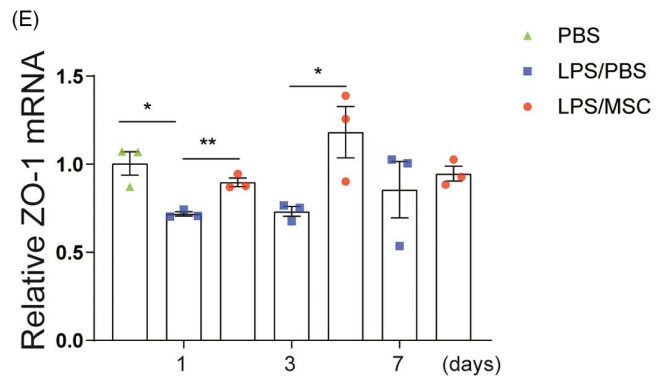 (E)
PBS
LPS/PBS
LPS/MSC
Relative ZO-1 mRNA
1.5
1.0
0.5
0.0
*
**
*
1 3 7 (days)